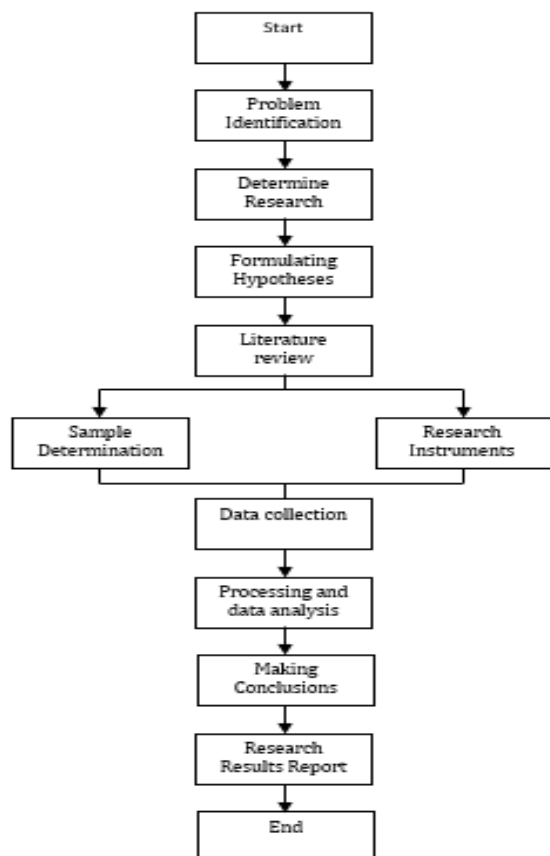 Start
Problem
Identification
Determine
Research
Formulating
Hypotheses
Literature
review
Sample
Determination
Research
Instruments
Data collection
Processing and
data analysis
Making
Conclusions
Research
Results Report
End